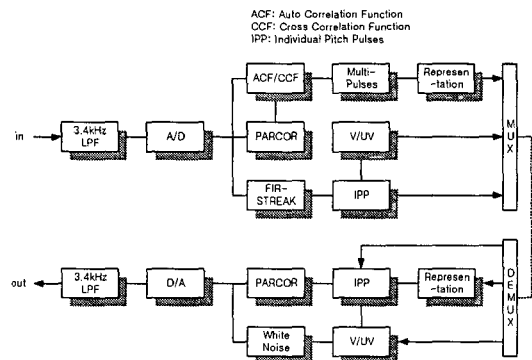 ACF: Auto Correlation Function
CCF: Cross Correlation Function
IPP: Individual Pitch Pulses
ACF/CCF
Multi-
Pulses
Represen
-tation
in
3.4kHz
LPF
A/D
PARCOR
V/UV
MUX
FIR-
STREAK
IPP
out
3.4kHz
LPF
D/A
PARCOR
IPP
Represen
-tation
DEMUX
White
Noise
V/UV